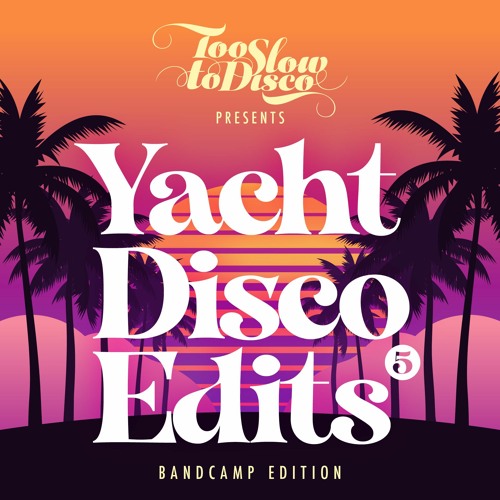 Too Slow
to Disco
PRESENTS
Yacht
Disco
Edits 5
BANDCAMP EDITION